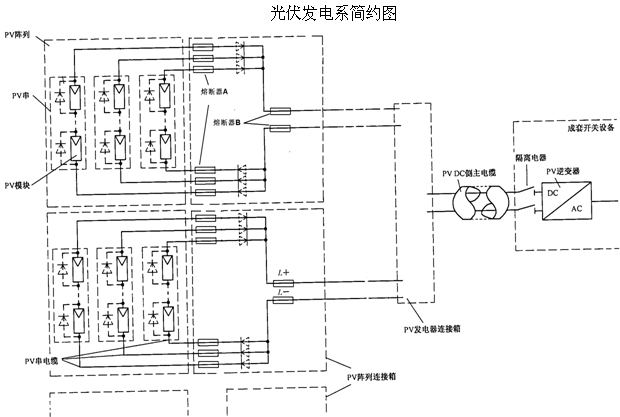 光伏发电系简约图
PV阵列
PV串
熔断器A
熔断器B
PV模块
成套开关设备
隔离电器
PV DC侧主电缆
PV逆变器
DC
AC
L+
L-
PV发电器连接箱
PV串电缆
PV阵列连接箱